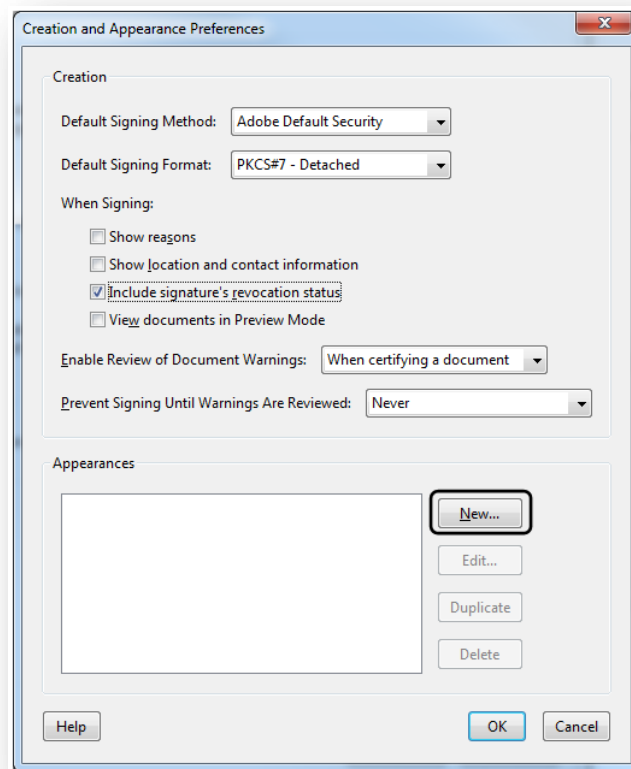 Creation and Appearance Preferences
Creation
Default Signing Method: Adobe Default Security
Default Signing Format: PKCS#7 - Detached
When Signing:
Show reasons
Show location and contact information
Include signature's revocation status
View documents in Preview Mode
Enable Review of Document Warnings: When certifying a document
Prevent Signing Until Warnings Are Reviewed: Never
Appearances
New...
Edit...
Duplicate
Delete
Help OK Cancel